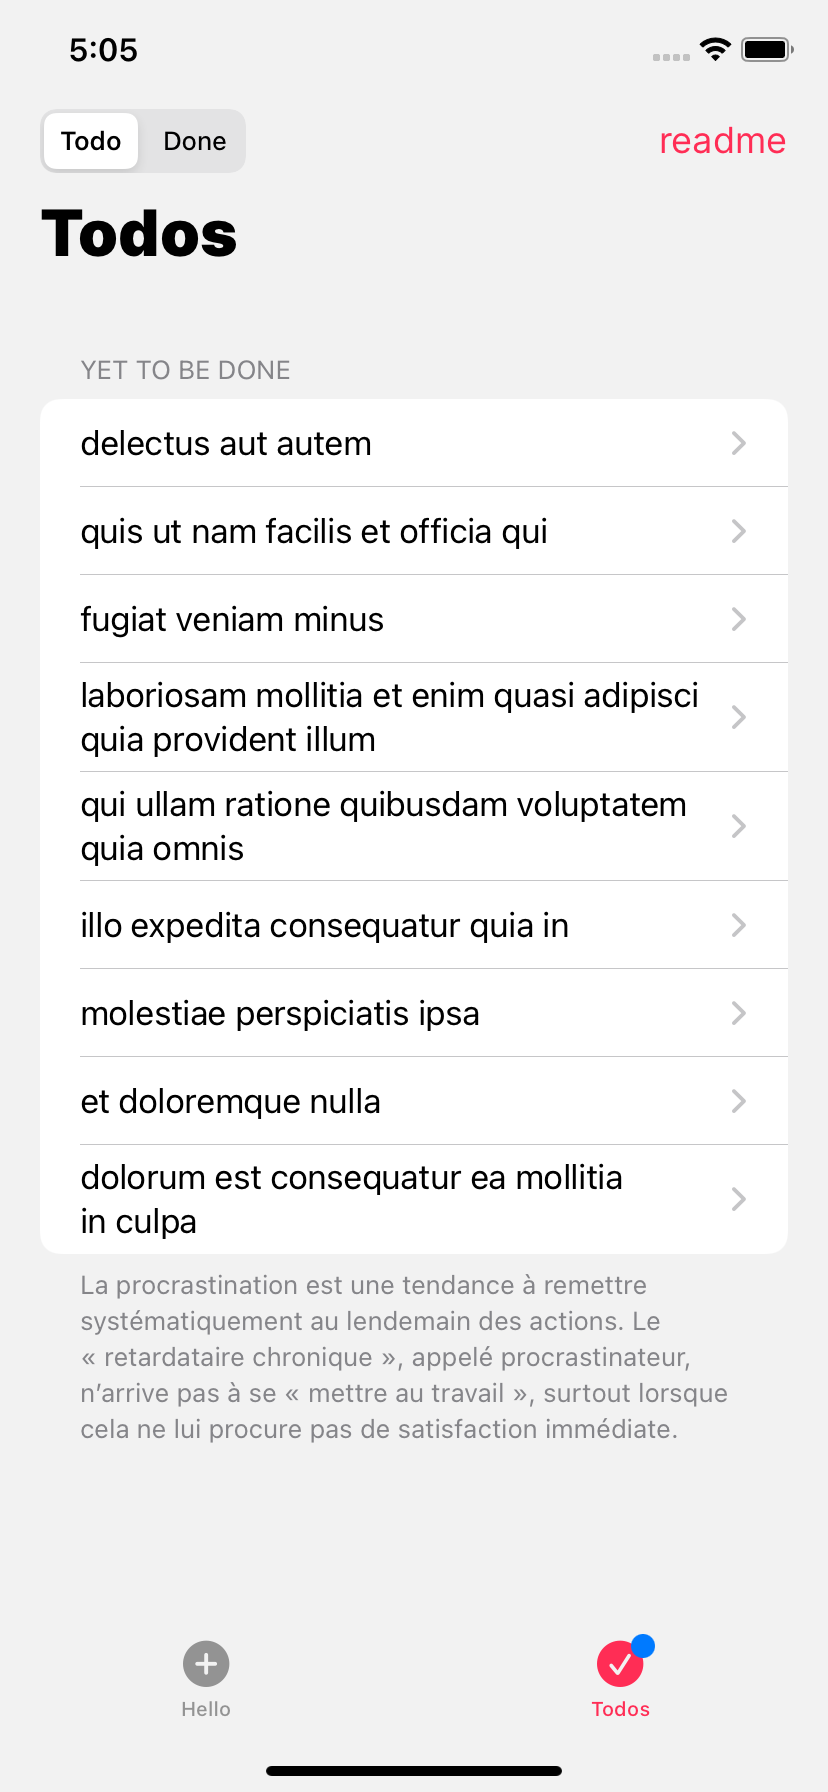 5:05
Todo Done
readme
Todos
YET TO BE DONE
delectus aut autem
quis ut nam facilis et officia qui
fugiat veniam minus
laboriosam mollitia et enim quasi adipisci
quia provident illum
qui ullam ratione quibusdam voluptatem
quia omnis
illo expedita consequatur quia in
molestiae perspiciatis ipsa
et doloremque nulla
dolorum est consequatur ea mollitia
in culpa
La procrastination est une tendance à remettre
systématiquement au lendemain des actions. Le
« retardataire chronique », appelé procrastinateur,
n’arrive pas à se « mettre au travail », surtout lorsque
cela ne lui procure pas de satisfaction immédiate.
Hello
Todos